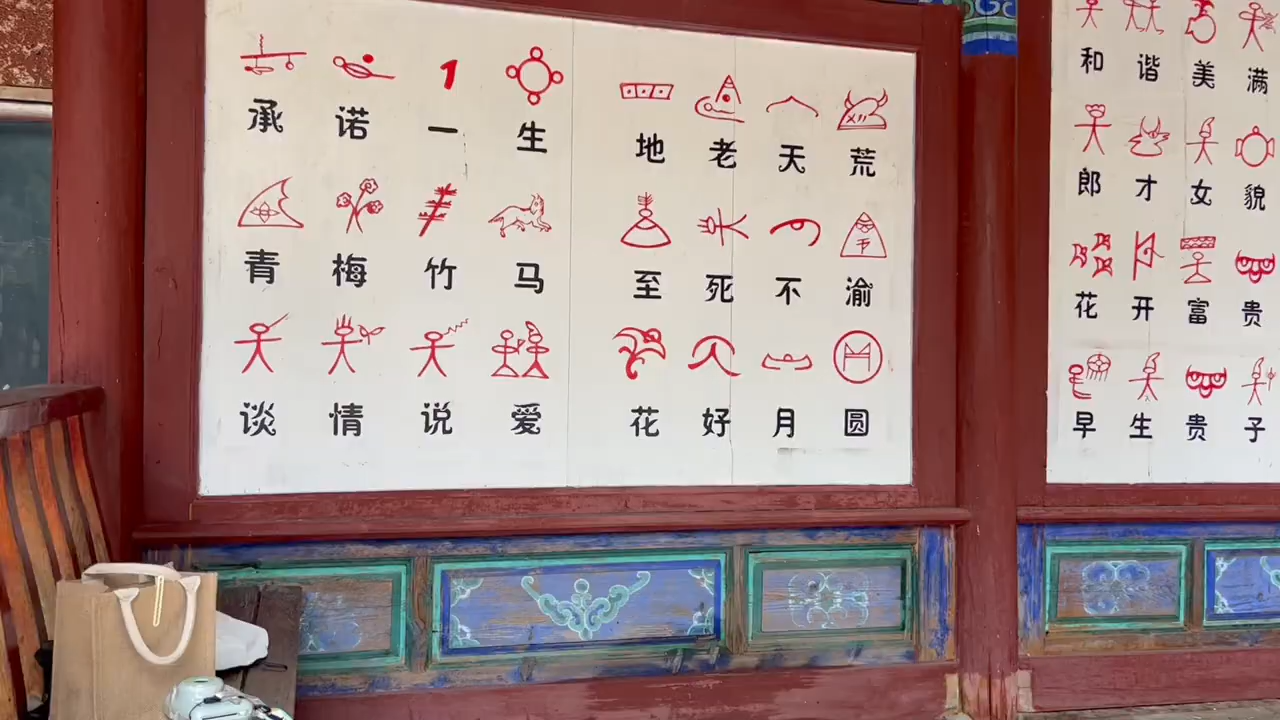 承诺一生
地老天荒
青梅竹马
至死不渝
谈情说爱
花好月圆
和谐美满
郎才女貌
花开富贵
早生贵子